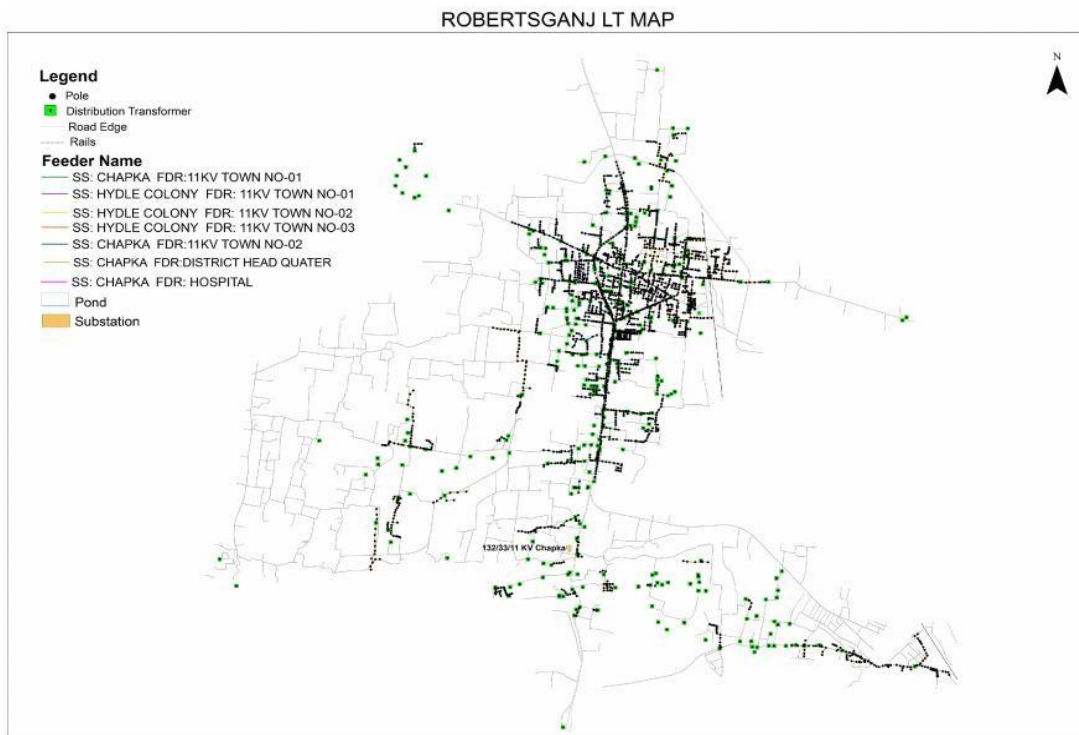 ROBERTSGANJ LT MAP
N
Legend
Pole
Distribution Transformer
Road Edge
Rails
Feeder Name
SS: CHAPKA FDR:11KV TOWN NO-01
SS: HYDLE COLONY FDR: 11KV TOWN NO-01
SS: HYDLE COLONY FDR: 11KV TOWN NO-02
SS: HYDLE COLONY FDR: 11KV TOWN NO-03
SS: CHAPKA FDR:11KV TOWN NO-02
SS: CHAPKA FDR:DISTRICT HEAD QUATER
SS: CHAPKA FDR: HOSPITAL
Pond
Substation
132/33/11 KV Chapka